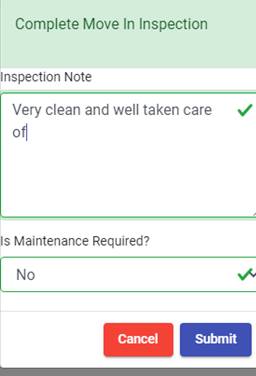 Complete Move In Inspection
Inspection Note
Very clean and well taken care
of
Is Maintenance Required?
No
Cancel Submit